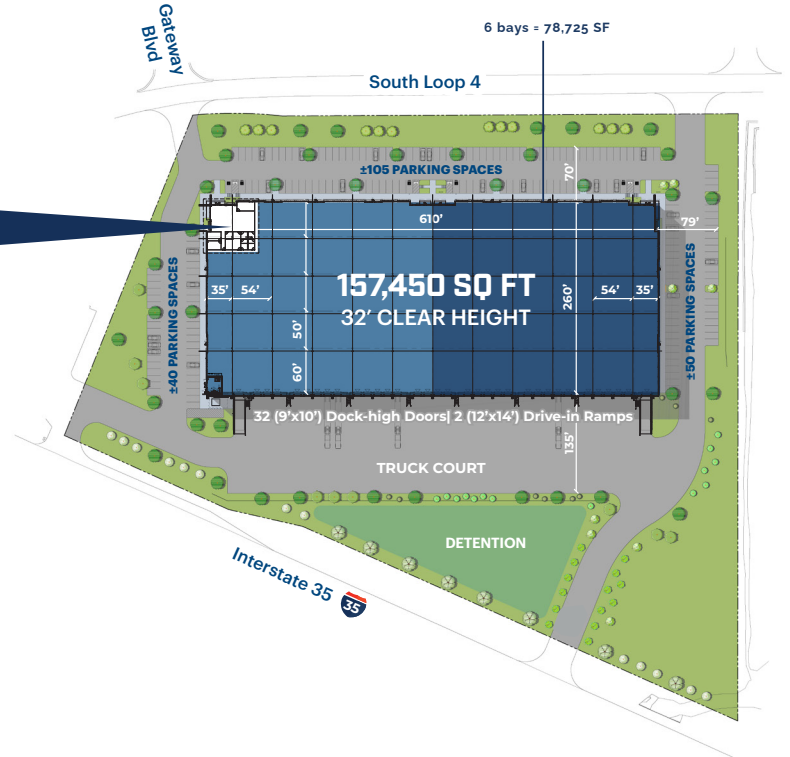 Gateway
Blvd
6 bays = 78,725 SF
South Loop 4
±105 PARKING SPACES
70'
610'
79'
±40 PARKING SPACES
35'
54'
157,450 SQ FT
32' CLEAR HEIGHT
260'
54'
35'
±50 PARKING SPACES
50'
60'
32 (9'x10') Dock-high Doors| 2 (12'x14') Drive-in Ramps
135'
TRUCK COURT
DETENTION
Interstate 35
35